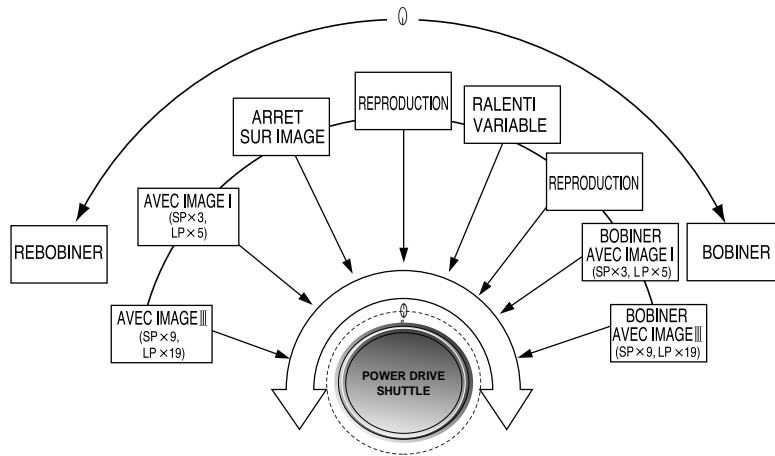 REPRODUCTION
RALENTI
VARIABLE
ARRET
SUR IMAGE
REPRODUCTION
AVEC IMAGE I
(SP×3,
LP×5)
REBOBINER
BOBINER
AVEC IMAGE I
(SP×3, LP×5)
BOBINER
AVEC IMAGE III
(SP×9,
LP×19)
BOBINER
AVEC IMAGE III
(SP×9, LP×19)
POWER DRIVE
SHUTTLE